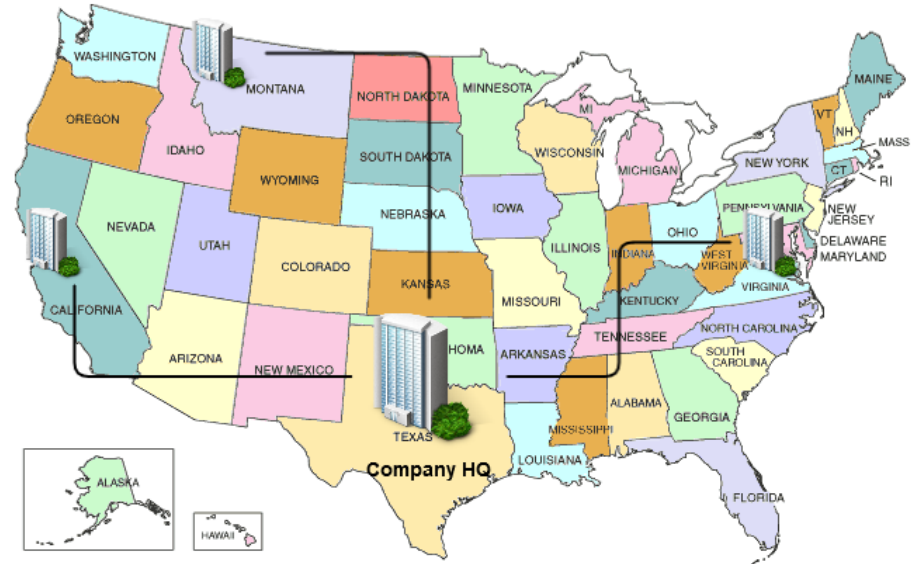 WASHINGTON
MONTANA
NORTH DAKOTA
MINNESOTA
MI
MAINE
VT
NH
MASS
OREGON
IDAHO
SOUTH DAKOTA
WISCONSIN
MICHIGAN
NEW YORK
CT
RI
WYOMING
NEBRASKA
IOWA
PENNSYLVANIA
NEW
JERSEY
NEVADA
UTAH
COLORADO
ILLINOIS
INDIANA
OHIO
WEST
VIRGINIA
DELAWARE
MARYLAND
KANSAS
MISSOURI
KENTUCKY
VIRGINIA
CALIFORNIA
ARIZONA
NEW MEXICO
HOMA
ARKANSAS
TENNESSEE
NORTH CAROLINA
SOUTH
CAROLINA
TEXAS
MISSISSIPPI
ALABAMA
GEORGIA
Company HQ
LOUISIANA
FLORIDA
ALASKA
HAWAII